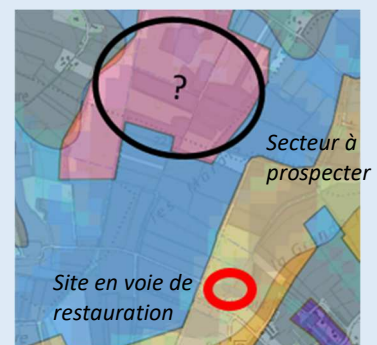 ?
Secteur à
prospecter
Site en voie de
restauration